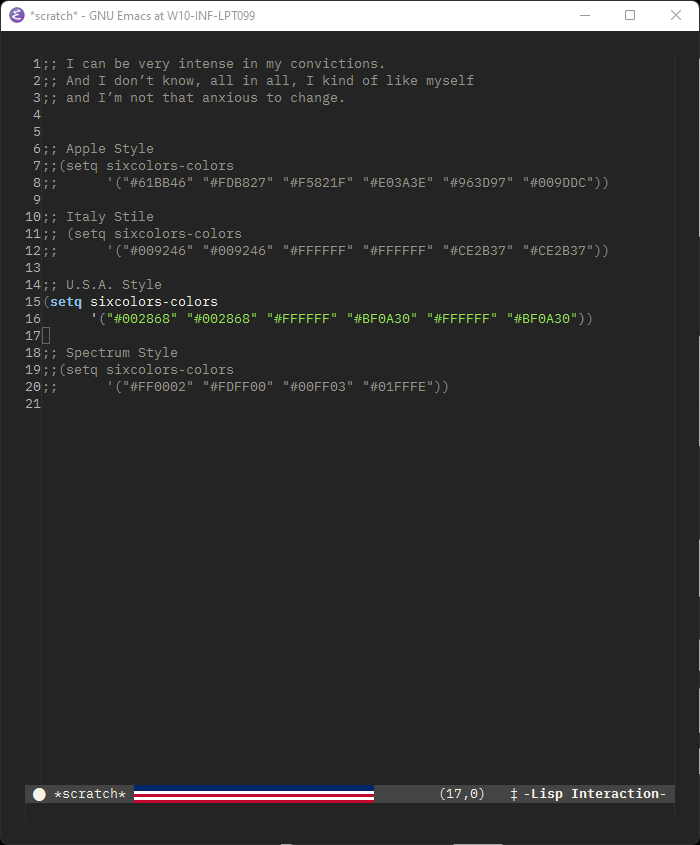 *scratch* - GNU Emacs at W10-INF-LPT099
1;; I can be very intense in my convictions.
2;; And I don’t know, all in all, I kind of like myself
3;; and I’m not that anxious to change.
4
5
6;; Apple Style
7;;(setq sixcolors-colors
8;;      '("#61BB46" "#FDB827" "#F5821F" "#E03A3E" "#963D97" "#009DDC"))
9
10;; Italy Stile
11;; (setq sixcolors-colors
12;;      '("#009246" "#009246" "#FFFFFF" "#FFFFFF" "#CE2B37" "#CE2B37"))
13
14;; U.S.A. Style
15(setq sixcolors-colors
16      '("#002868" "#002868" "#FFFFFF" "#BF0A30" "#FFFFFF" "#BF0A30"))
17
18;; Spectrum Style
19;;(setq sixcolors-colors
20;;      '("#FF0002" "#FDFF00" "#00FF03" "#01FFFE"))
21
*scratch* (17,0) ‡ -Lisp Interaction-